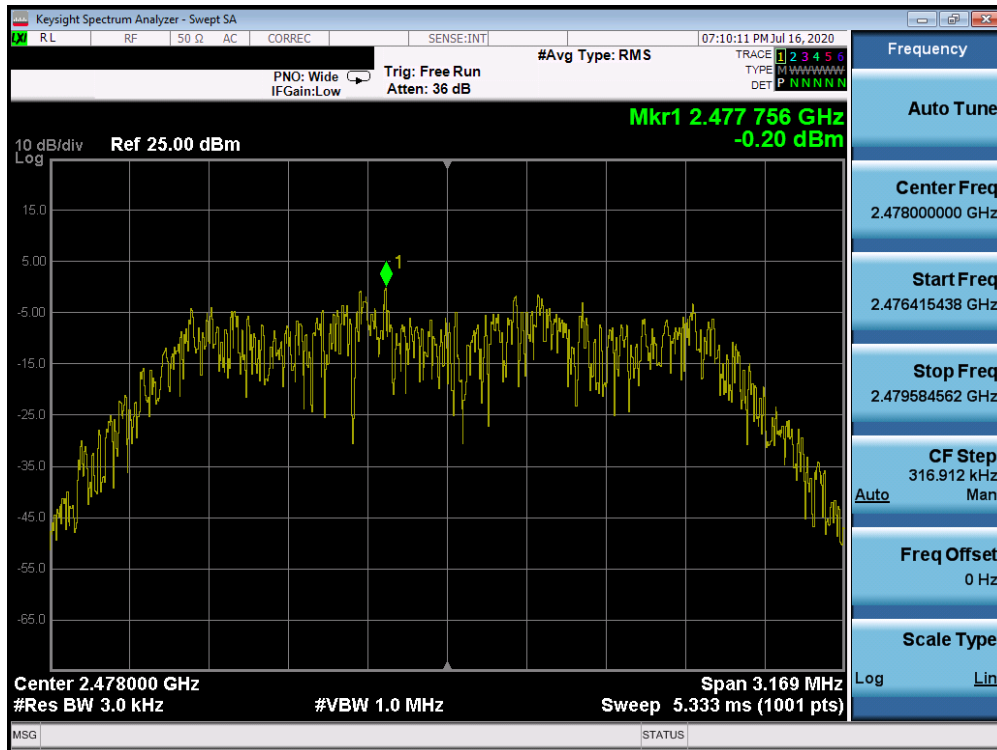 Keysight Spectrum Analyzer - Swept SA
LXI RL RF 50 Ω AC CORREC SENSE:INT 07:10:11 PM Jul 16, 2020
Frequency
#Avg Type: RMS
TRACE 1 2 3 4 5 6
TYPE M W W W W W
DET P N N N N N
PNO: Wide
IFGain:Low
Trig: Free Run
Atten: 36 dB
Mkr1 2.477 756 GHz
-0.20 dBm
10 dB/div
Log
Ref 25.00 dBm
15.0
5.00
-5.00
-15.0
-25.0
-35.0
-45.0
-55.0
-65.0
1
Center 2.478000 GHz
Span 3.169 MHz
#Res BW 3.0 kHz
#VBW 1.0 MHz
Sweep 5.333 ms (1001 pts)
Auto Tune
Center Freq
2.478000000 GHz
Start Freq
2.476415438 GHz
Stop Freq
2.479584562 GHz
CF Step
316.912 kHz
Auto Man
Freq Offset
0 Hz
Scale Type
Log Lin
MSG STATUS